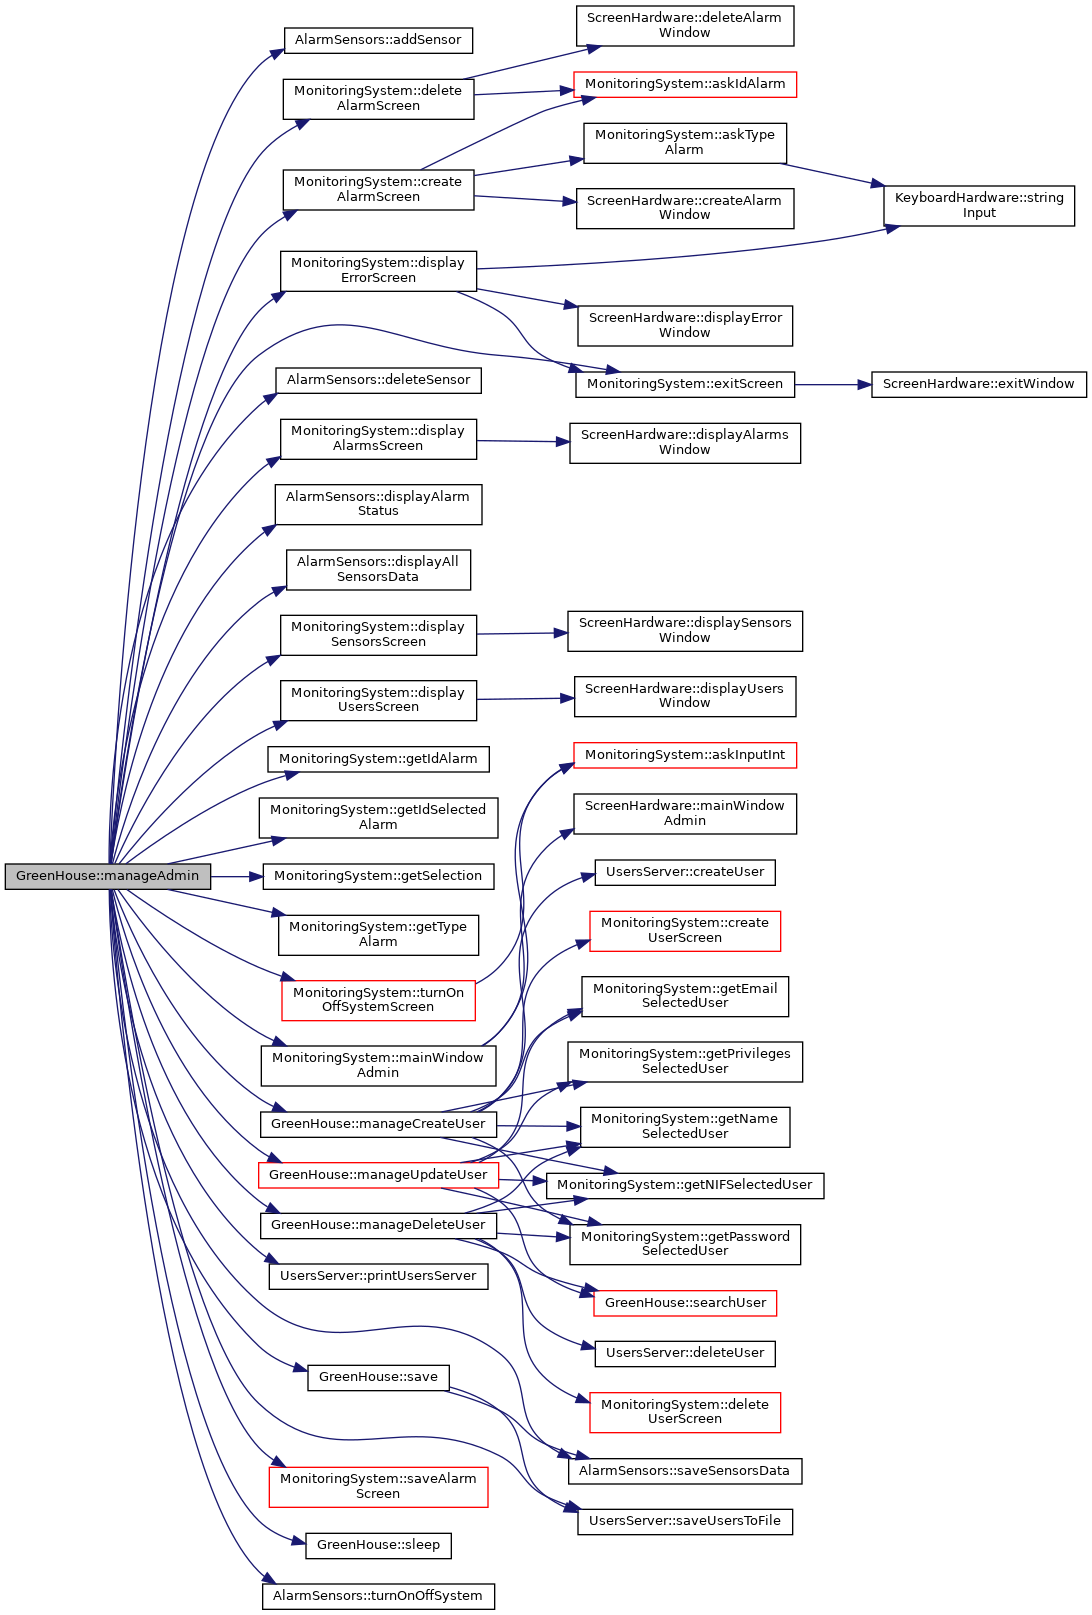 GreenHouse::manageAdmin
AlarmSensors::addSensor
MonitoringSystem::delete
AlarmScreen
MonitoringSystem::create
AlarmScreen
MonitoringSystem::display
ErrorScreen
AlarmSensors::deleteSensor
MonitoringSystem::display
AlarmsScreen
AlarmSensors::displayAlarm
Status
AlarmSensors::displayAll
SensorsData
MonitoringSystem::display
SensorsScreen
MonitoringSystem::display
UsersScreen
MonitoringSystem::getIdAlarm
MonitoringSystem::getIdSelected
Alarm
MonitoringSystem::getSelection
MonitoringSystem::getType
Alarm
MonitoringSystem::turnOn
OffSystemScreen
MonitoringSystem::mainWindow
Admin
GreenHouse::manageCreateUser
GreenHouse::manageUpdateUser
GreenHouse::manageDeleteUser
UsersServer::printUsersServer
GreenHouse::save
MonitoringSystem::saveAlarm
Screen
GreenHouse::sleep
AlarmSensors::turnOnOffSystem
ScreenHardware::deleteAlarm
Window
MonitoringSystem::askIdAlarm
MonitoringSystem::askType
Alarm
ScreenHardware::createAlarm
Window
ScreenHardware::displayError
Window
MonitoringSystem::exitScreen
ScreenHardware::displayAlarms
Window
ScreenHardware::displaySensors
Window
ScreenHardware::displayUsers
Window
MonitoringSystem::askInputInt
ScreenHardware::mainWindow
Admin
UsersServer::createUser
MonitoringSystem::create
UserScreen
MonitoringSystem::getEmail
SelectedUser
MonitoringSystem::getPrivileges
SelectedUser
MonitoringSystem::getName
SelectedUser
MonitoringSystem::getNIFSelectedUser
MonitoringSystem::getPassword
SelectedUser
GreenHouse::searchUser
UsersServer::deleteUser
MonitoringSystem::delete
UserScreen
AlarmSensors::saveSensorsData
UsersServer::saveUsersToFile
KeyboardHardware::string
Input
ScreenHardware::exitWindow